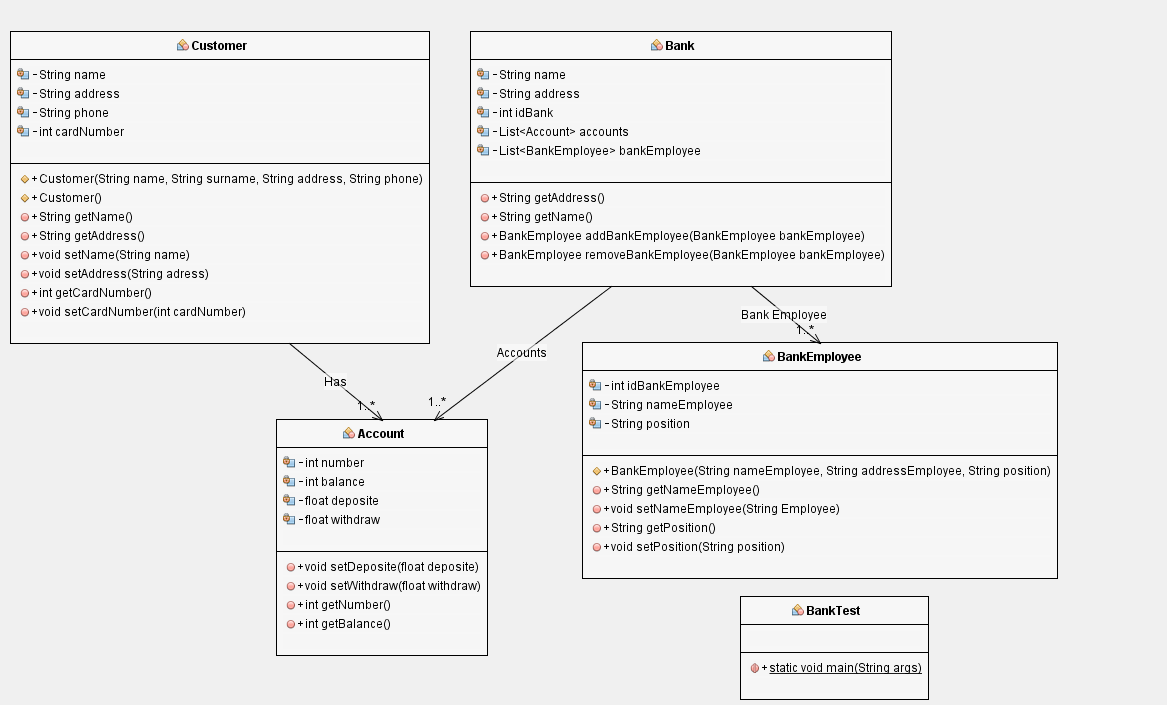 Customer
-String name
-String address
-String phone
-int cardNumber
+Customer(String name, String surname, String address, String phone)
+Customer()
+String getName()
+String getAddress()
+void setName(String name)
+void setAddress(String adress)
+int getCardNumber()
+void setCardNumber(int cardNumber)
Bank
-String name
-String address
-int idBank
-List<Account> accounts
-List<BankEmployee> bankEmployee
+String getAddress()
+String getName()
+BankEmployee addBankEmployee(BankEmployee bankEmployee)
+BankEmployee removeBankEmployee(BankEmployee bankEmployee)
Has
1..*
Accounts
1..*
Bank Employee
1..*
Account
-int number
-int balance
-float deposite
-float withdraw
+void setDeposite(float deposite)
+void setWithdraw(float withdraw)
+int getNumber()
+int getBalance()
BankEmployee
-int idBankEmployee
-String nameEmployee
-String position
+BankEmployee(String nameEmployee, String addressEmployee, String position)
+String getNameEmployee()
+void setNameEmployee(String Employee)
+String getPosition()
+void setPosition(String position)
BankTest
+static void main(String args)